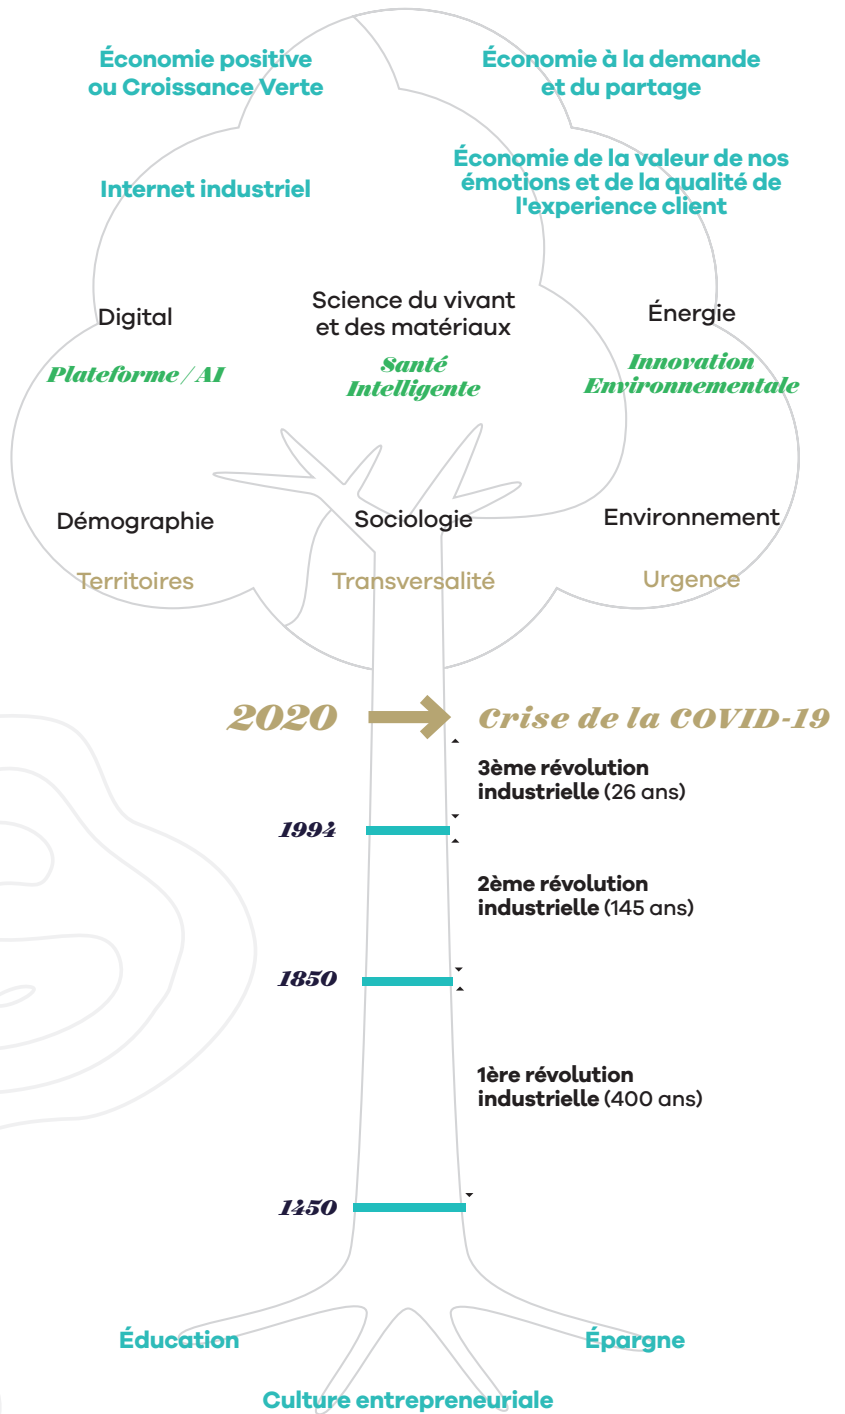 Économie positive
ou Croissance Verte
Économie à la demande
et du partage
Internet industriel
Économie de la valeur de nos
émotions et de la qualité de
l'experience client
Digital
Science du vivant
et des matériaux
Énergie
Plateforme / AI
Santé
Intelligente
Innovation
Environnementale
Démographie
Sociologie
Environnement
Territoires
Transversalité
Urgence
2020
Crise de la COVID-19
3ème révolution
industrielle (26 ans)
1994
2ème révolution
industrielle (145 ans)
1850
1ère révolution
industrielle (400 ans)
1450
Éducation
Épargne
Culture entrepreneuriale